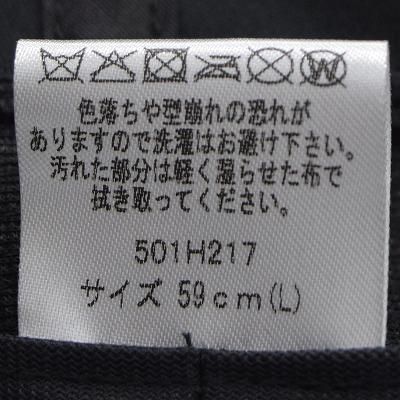 色落ちや型崩れの恐れが
ありますので洗濯はお避け下さい。
汚れた部分は軽く湿らせた布で
拭き取ってください。
501H217
サイズ 59cm(L)